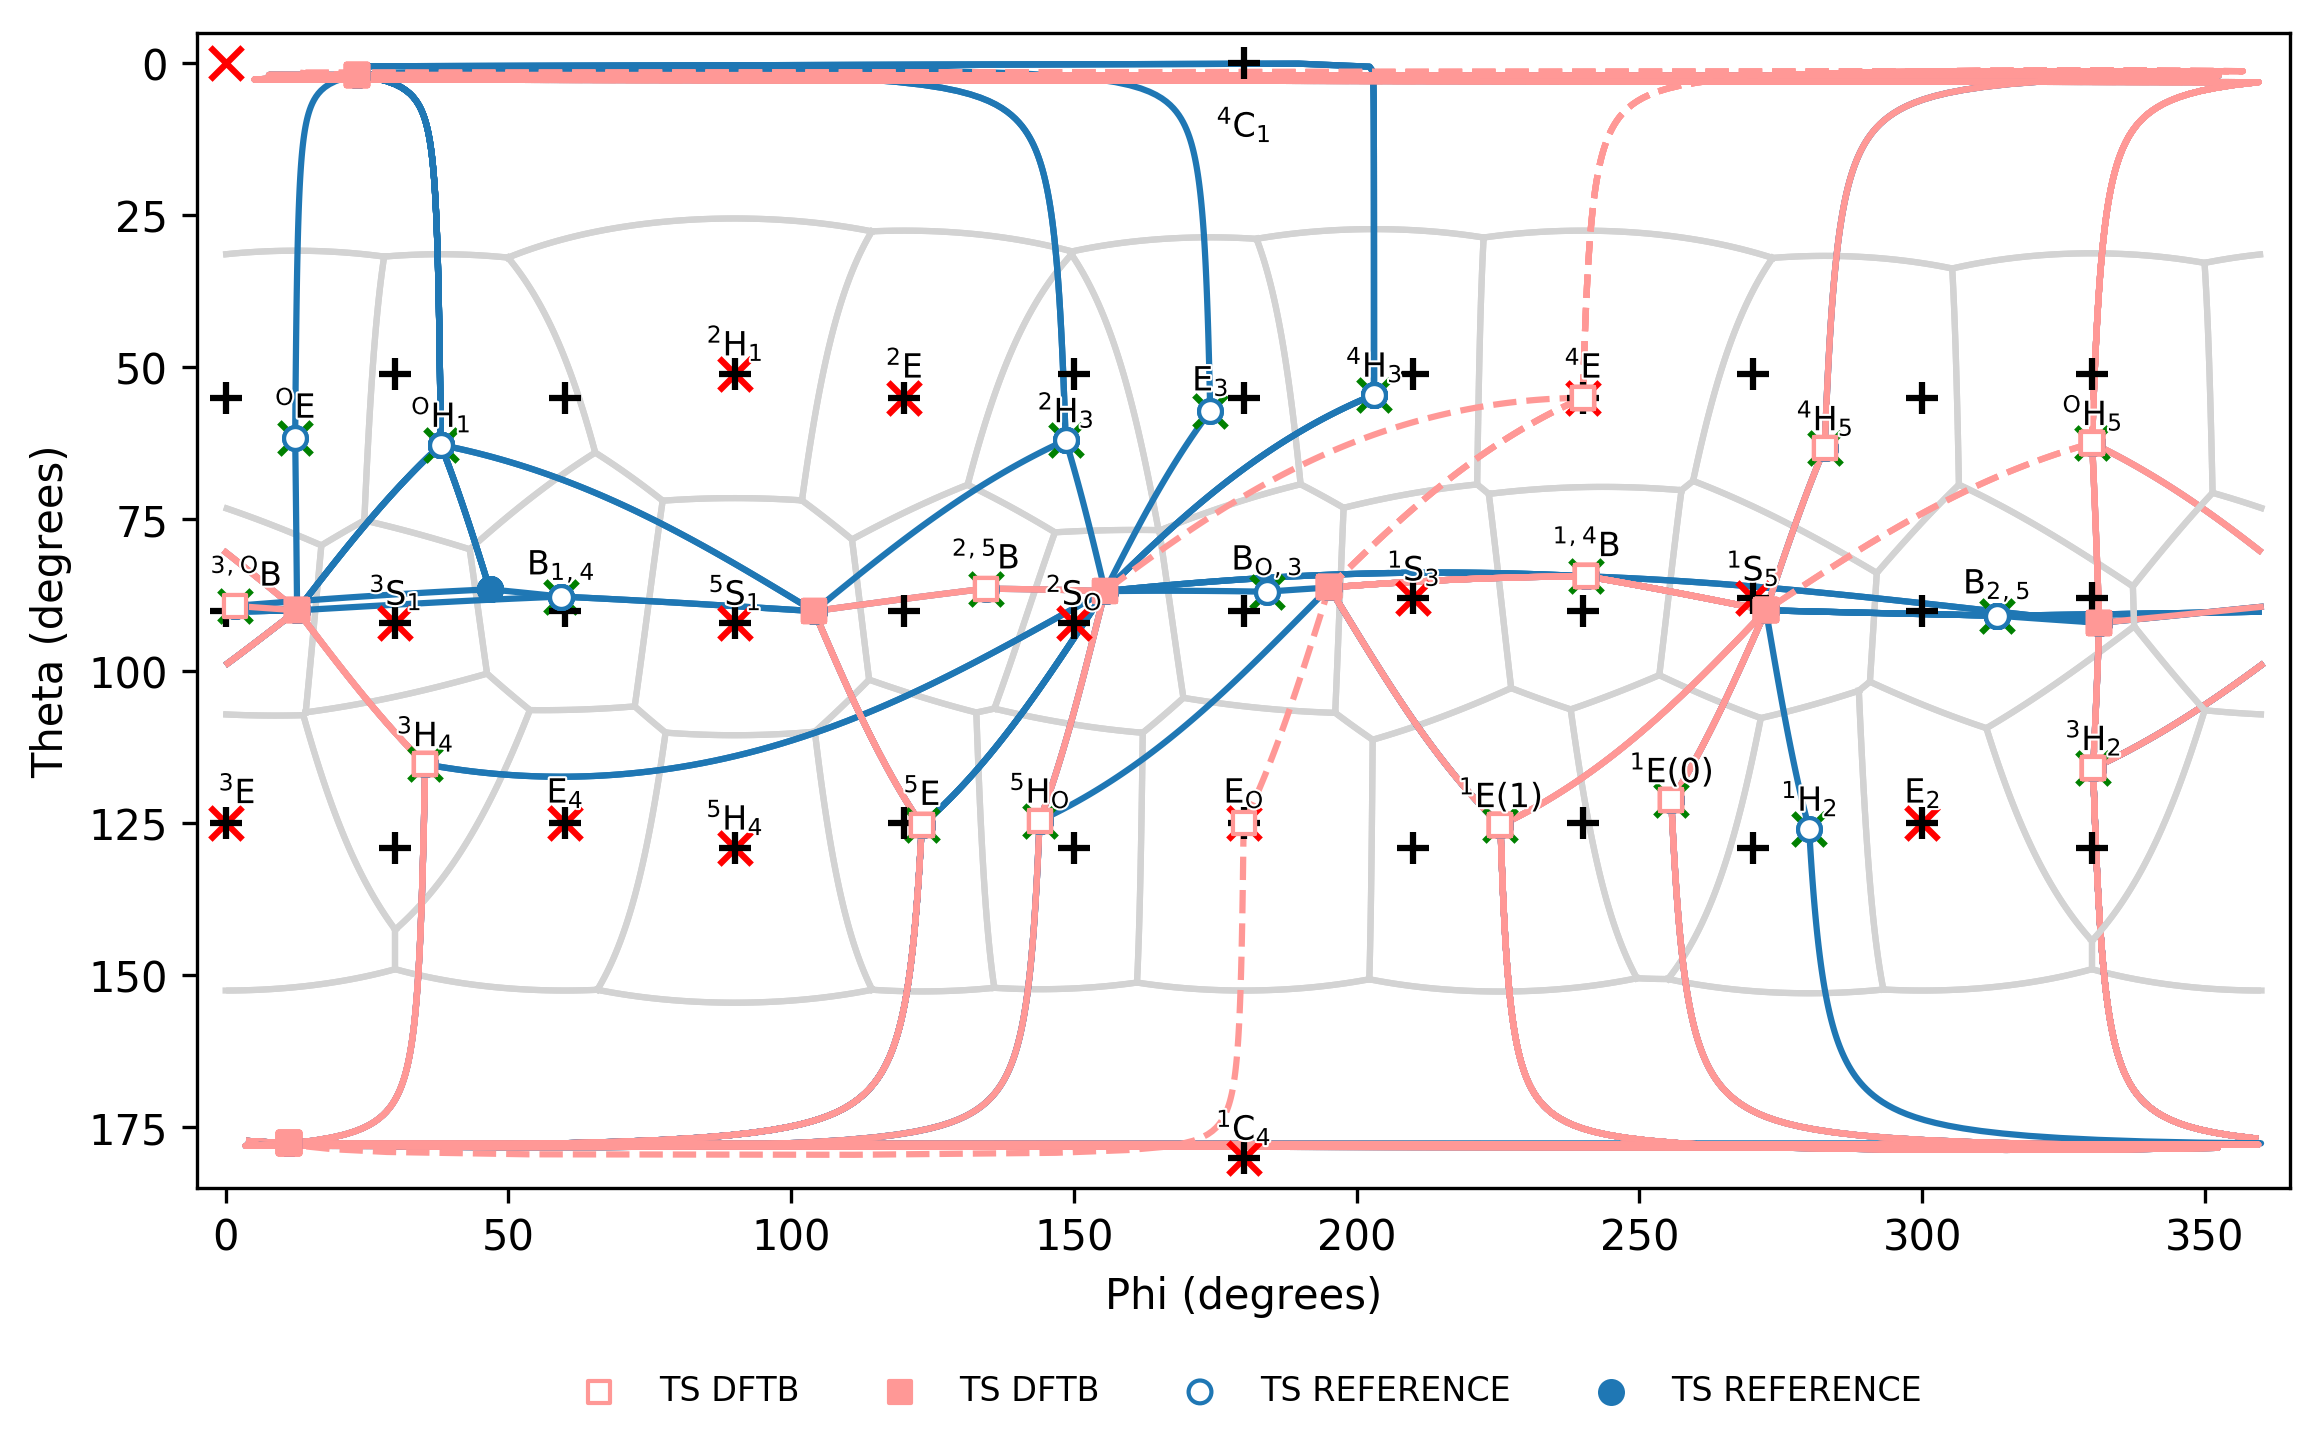 0
25
50
75
100
125
150
175
Theta (degrees)
⁴C₁
²H₁
²E
ᴼE
ᴼH₁
²H₃
E₃
⁴H₃
⁴E
⁴H₅
ᴼH₅
³,ᴼB
³S₁
B₁,₄
⁵S₁
²,⁵B
²Sₒ
Bₒ,₃
¹S₃
¹,⁴B
¹S₅
B₂,₅
³H₄
³H₂
³E
E₄
⁵H₄
⁵E
⁵Hₒ
Eₒ
¹E(1)
¹E(0)
¹H₂
E₂
¹C₄
0 50 100 150 200 250 300 350
Phi (degrees)
TS DFTB TS DFTB TS REFERENCE TS REFERENCE